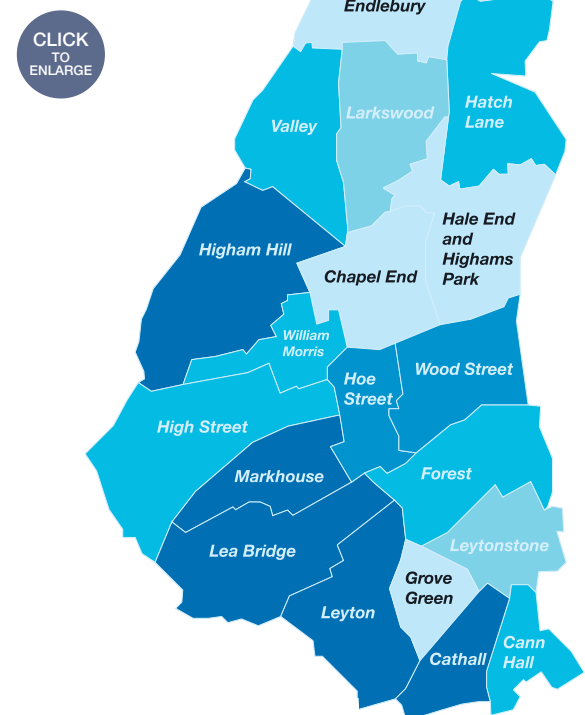 Endlebury
CLICK
TO
ENLARGE
Hatch
Lane
Larkswood
Valley
Hale End
and
Highams
Park
Higham Hill
Chapel End
William
Morris
Wood Street
Hoe
Street
High Street
Markhouse
Forest
Leytonstone
Lea Bridge
Grove
Green
Leyton
Cann
Hall
Cathall